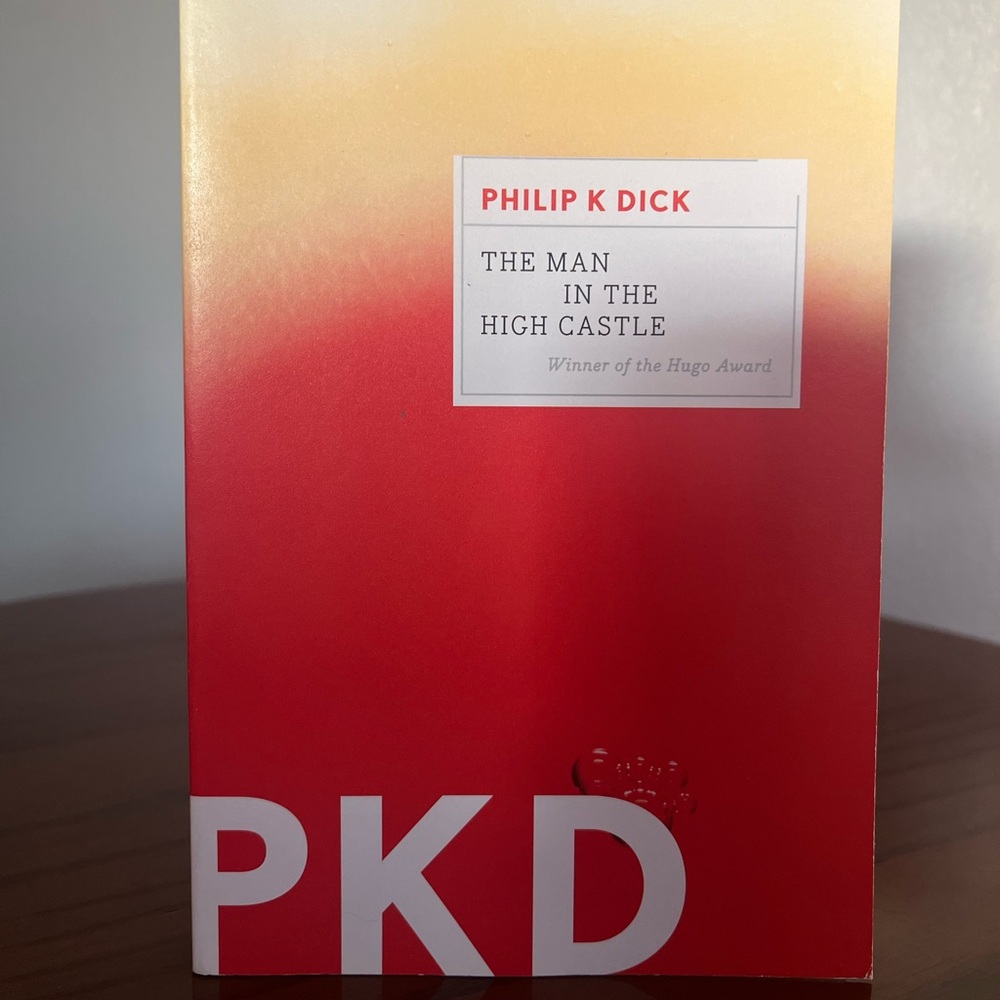 PHILIP K DICK
THE MAN
IN THE
HIGH CASTLE
Winner of the Hugo Award
PKD